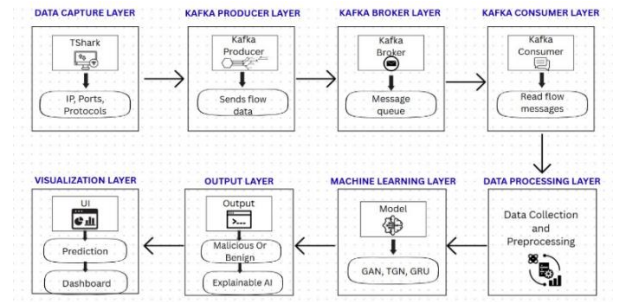 DATA CAPTURE LAYER
TShark
IP, Ports,
Protocols
KAFKA PRODUCER LAYER
Kafka
Producer
Sends flow
data
KAFKA BROKER LAYER
Kafka
Broker
Message
queue
KAFKA CONSUMER LAYER
Kafka
Consumer
Read flow
messages
DATA PROCESSING LAYER
Data Collection
and
Preprocessing
MACHINE LEARNING LAYER
Model
GAN, TGN, GRU
OUTPUT LAYER
Output
Malicious Or
Benign
Explainable AI
VISUALIZATION LAYER
UI
Prediction
Dashboard